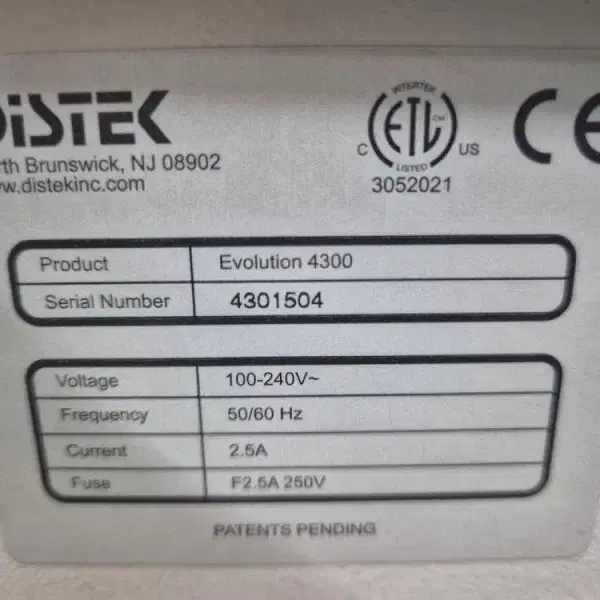 DISTEK
rth Brunswick, NJ 08902
w.distekinc.com
INTERTEK
ETL CM
C US
LISTED
3052021
CE
Product Evolution 4300
Serial Number 4301504
Voltage 100-240V~
Frequency 50/60 Hz
Current 2.5A
Fuse F2.5A 250V
PATENTS PENDING